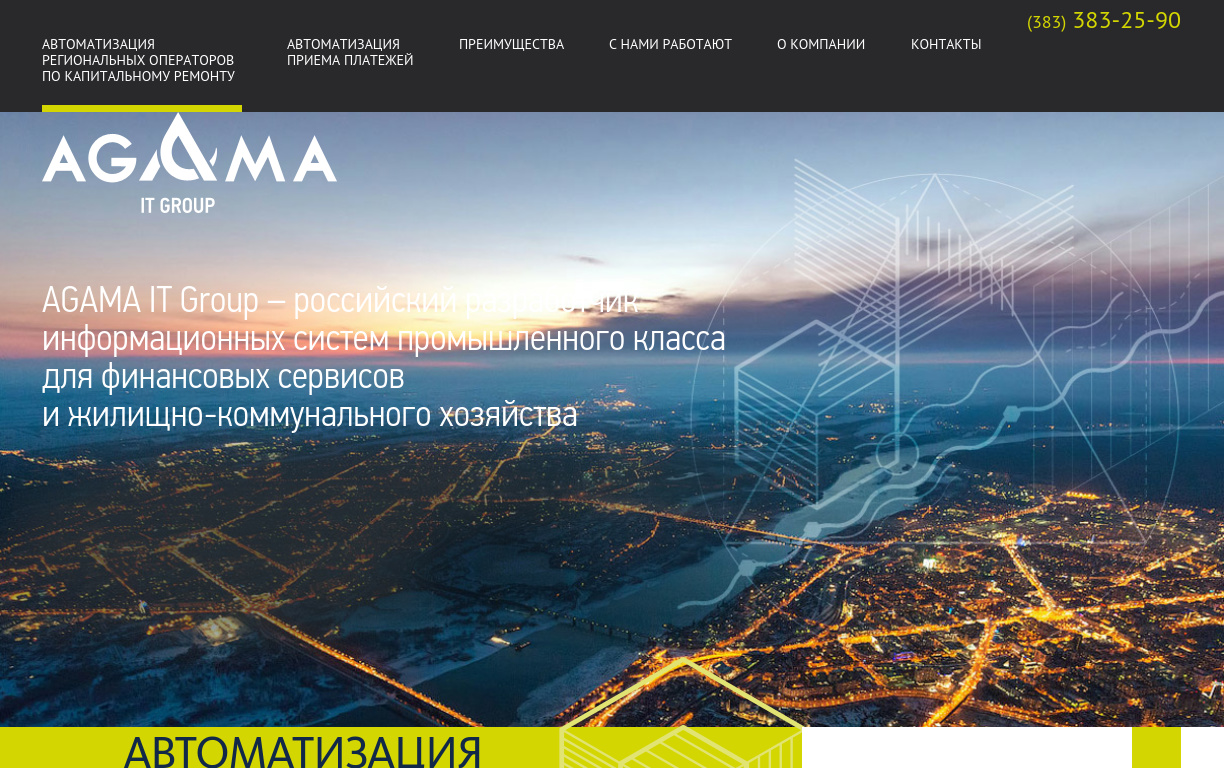 (383) 383-25-90
АВТОМАТИЗАЦИЯ
РЕГИОНАЛЬНЫХ ОПЕРАТОРОВ
ПО КАПИТАЛЬНОМУ РЕМОНТУ
АВТОМАТИЗАЦИЯ
ПРИЕМА ПЛАТЕЖЕЙ
ПРЕИМУЩЕСТВА
С НАМИ РАБОТАЮТ
О КОМПАНИИ
КОНТАКТЫ
AGAMA
IT GROUP
AGAMA IT Group – российский разработчик
информационных систем промышленного класса
для финансовых сервисов
и жилищно-коммунального хозяйства
АВТОМАТИЗАЦИЯ